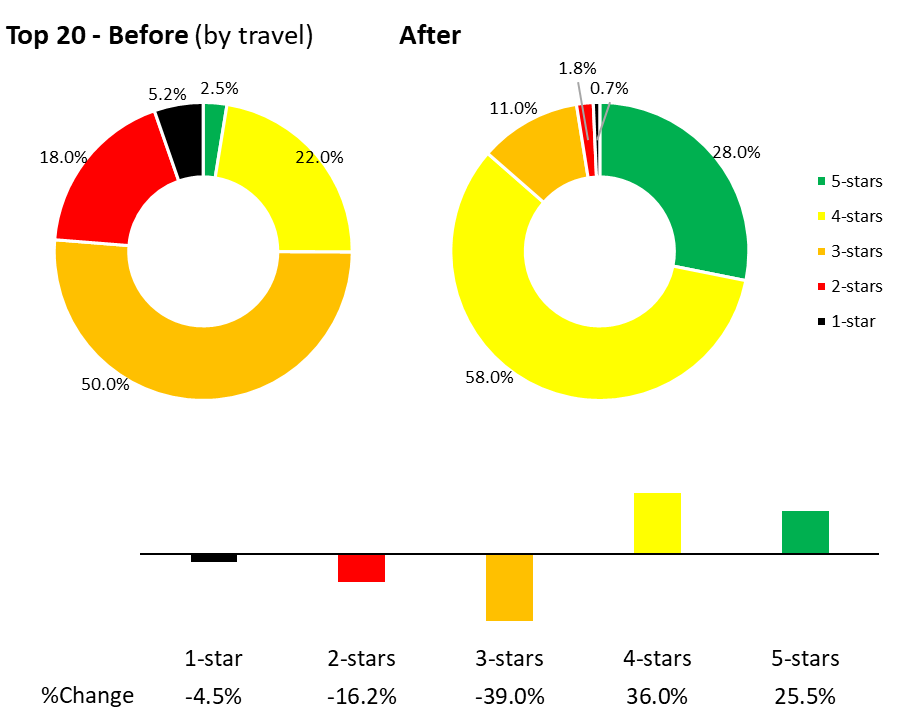 Top 20 - Before (by travel)
After
5.2%
2.5%
18.0%
22.0%
50.0%
1.8%
0.7%
11.0%
28.0%
58.0%
5-stars
4-stars
3-stars
2-stars
1-star
1-star 2-stars 3-stars 4-stars 5-stars
%Change -4.5% -16.2% -39.0% 36.0% 25.5%